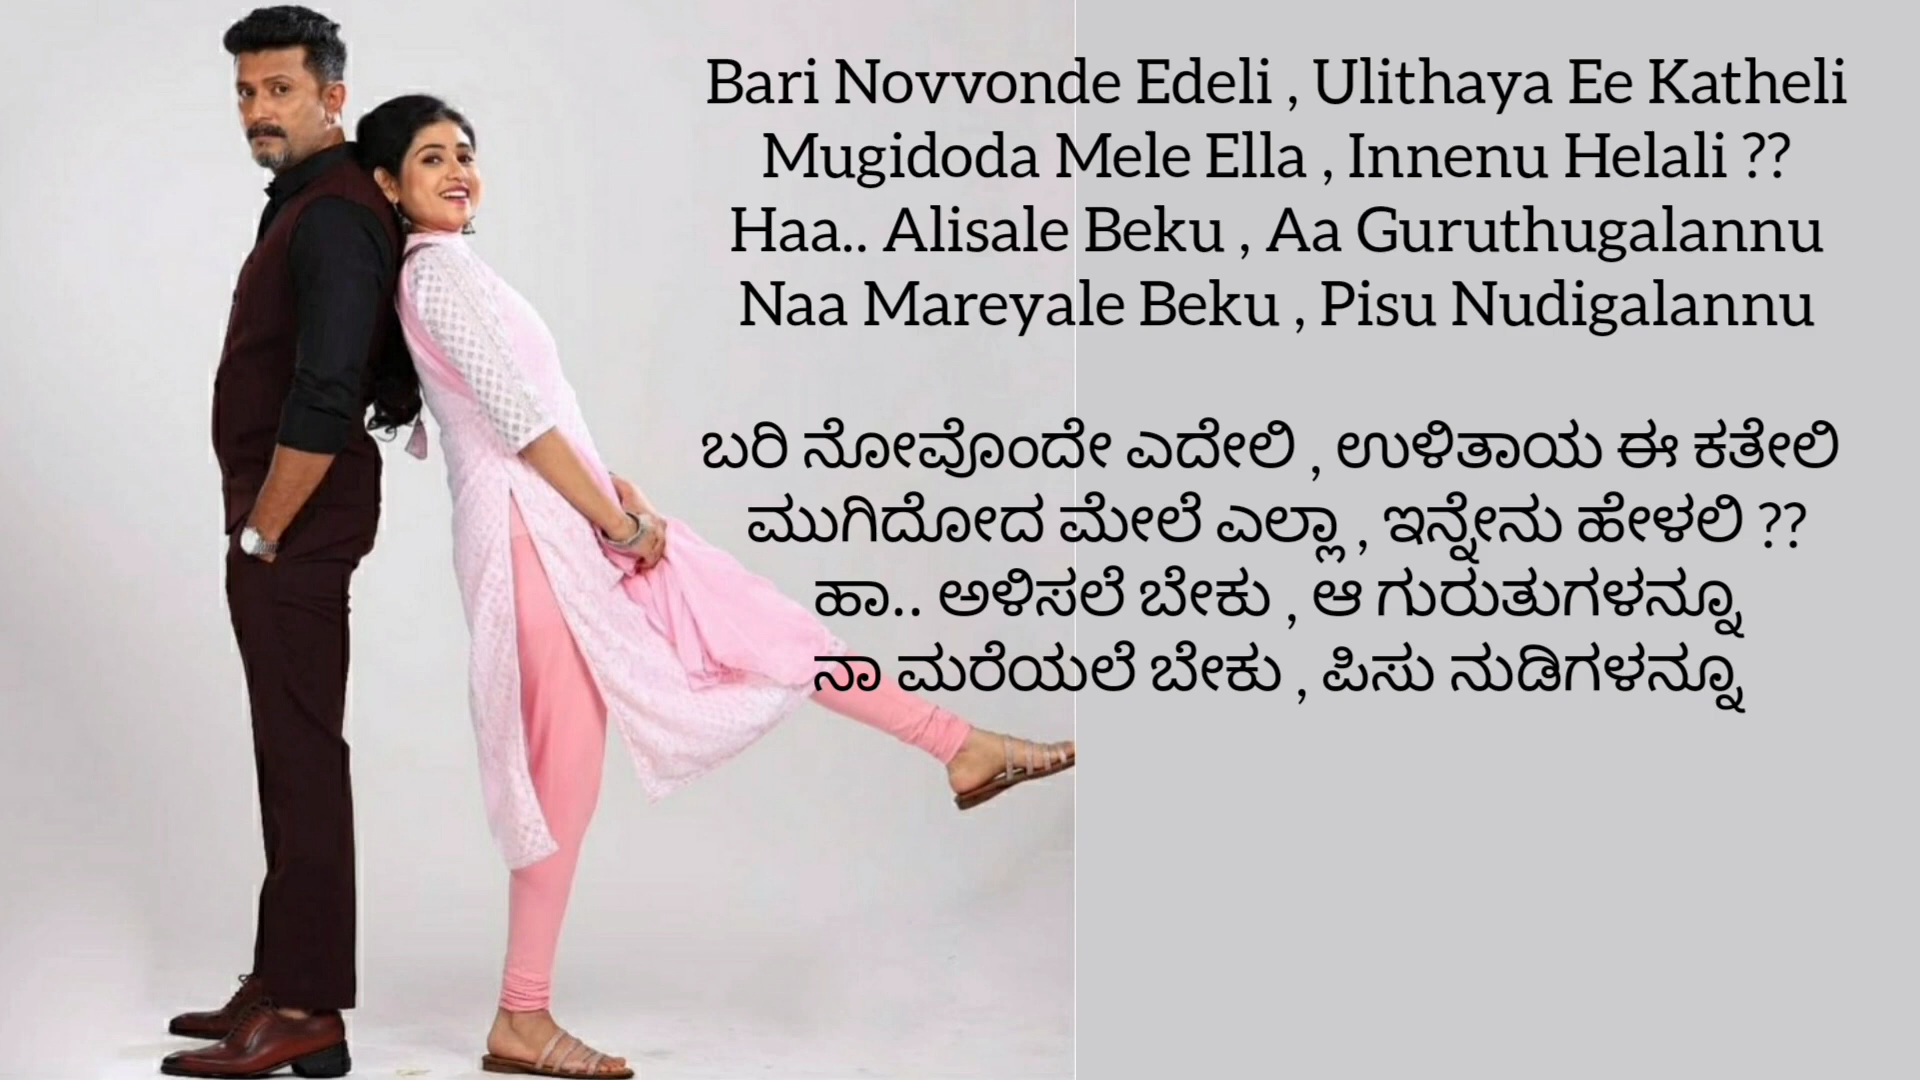 Bari Novvonde Edeli , Ulithaya Ee Katheli
Mugidoda Mele Ella , Innenu Helali ??
Haa.. Alisale Beku , Aa Guruthugalannu
Naa Mareyale Beku , Pisu Nudigalannu
ಬರಿ ನೋವೊಂದೇ ಎದೇಲಿ , ಉಳಿತಾಯ ಈ ಕತೇಲಿ
ಮುಗಿದೋದ ಮೇಲೆ ಎಲ್ಲಾ , ಇನ್ನೇನು ಹೇಳಲಿ ??
ಹಾ.. ಅಳಿಸಲೆ ಬೇಕು , ಆ ಗುರುತುಗಳನ್ನೂ
ನಾ ಮರೆಯಲೆ ಬೇಕು , ಪಿಸು ನುಡಿಗಳನ್ನೂ